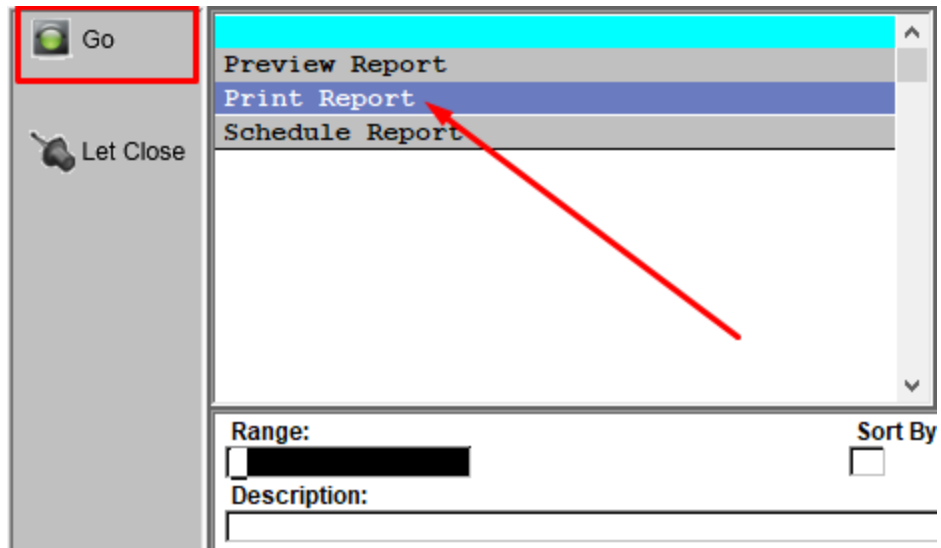 Go
Let Close
Preview Report
Print Report
Schedule Report
Range:
Sort By
Description: